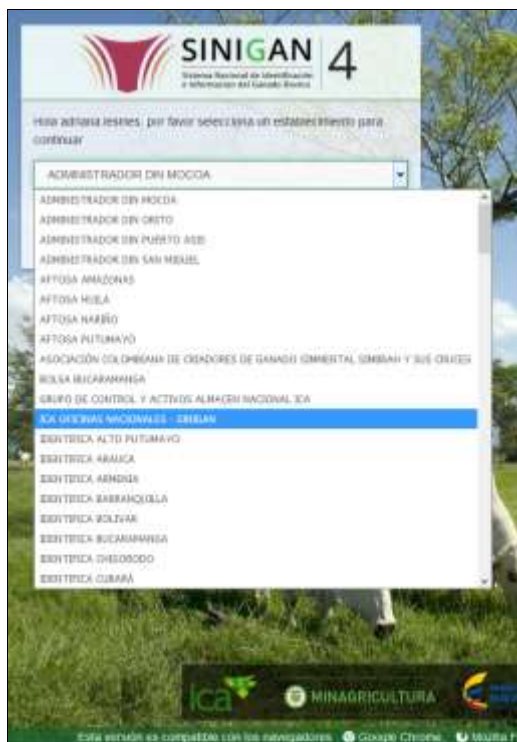 SINIGAN 4
Sistema Nacional de Identificación
e Información del Ganado Bovino
Hola adriana lesmes, por favor selecciona un establecimiento para
continuar
ADMINISTRADOR DIN MOCOA
ADMINISTRADOR DIN MOCOA
ADMINISTRADOR DIN ORITO
ADMINISTRADOR DIN PUERTO ASIS
ADMINISTRADOR DIN SAN MIGUEL
AFTOSA AMAZONAS
AFTOSA HUILA
AFTOSA NARIÑO
AFTOSA PUTUMAYO
ASOCIACIÓN COLOMBIANA DE CRIADORES DE GANADO SIMMENTAL SIMBRAH Y SUS CRUCES
BOLSA BUCARAMANGA
GRUPO DE CONTROL Y ACTIVOS ALMACEN NACIONAL ICA
ICA OFICINAS NACIONALES - SINIGAN
IDENTIFICA ALTO PUTUMAYO
IDENTIFICA ARAUCA
IDENTIFICA ARMENIA
IDENTIFICA BARRANQUILLA
IDENTIFICA BOLIVAR
IDENTIFICA BUCARAMANGA
IDENTIFICA CHIGORODO
IDENTIFICA CUBARÁ
ica MINAGRICULTURA
Esta versión es compatible con los navegadores Google Chrome, Mozilla F